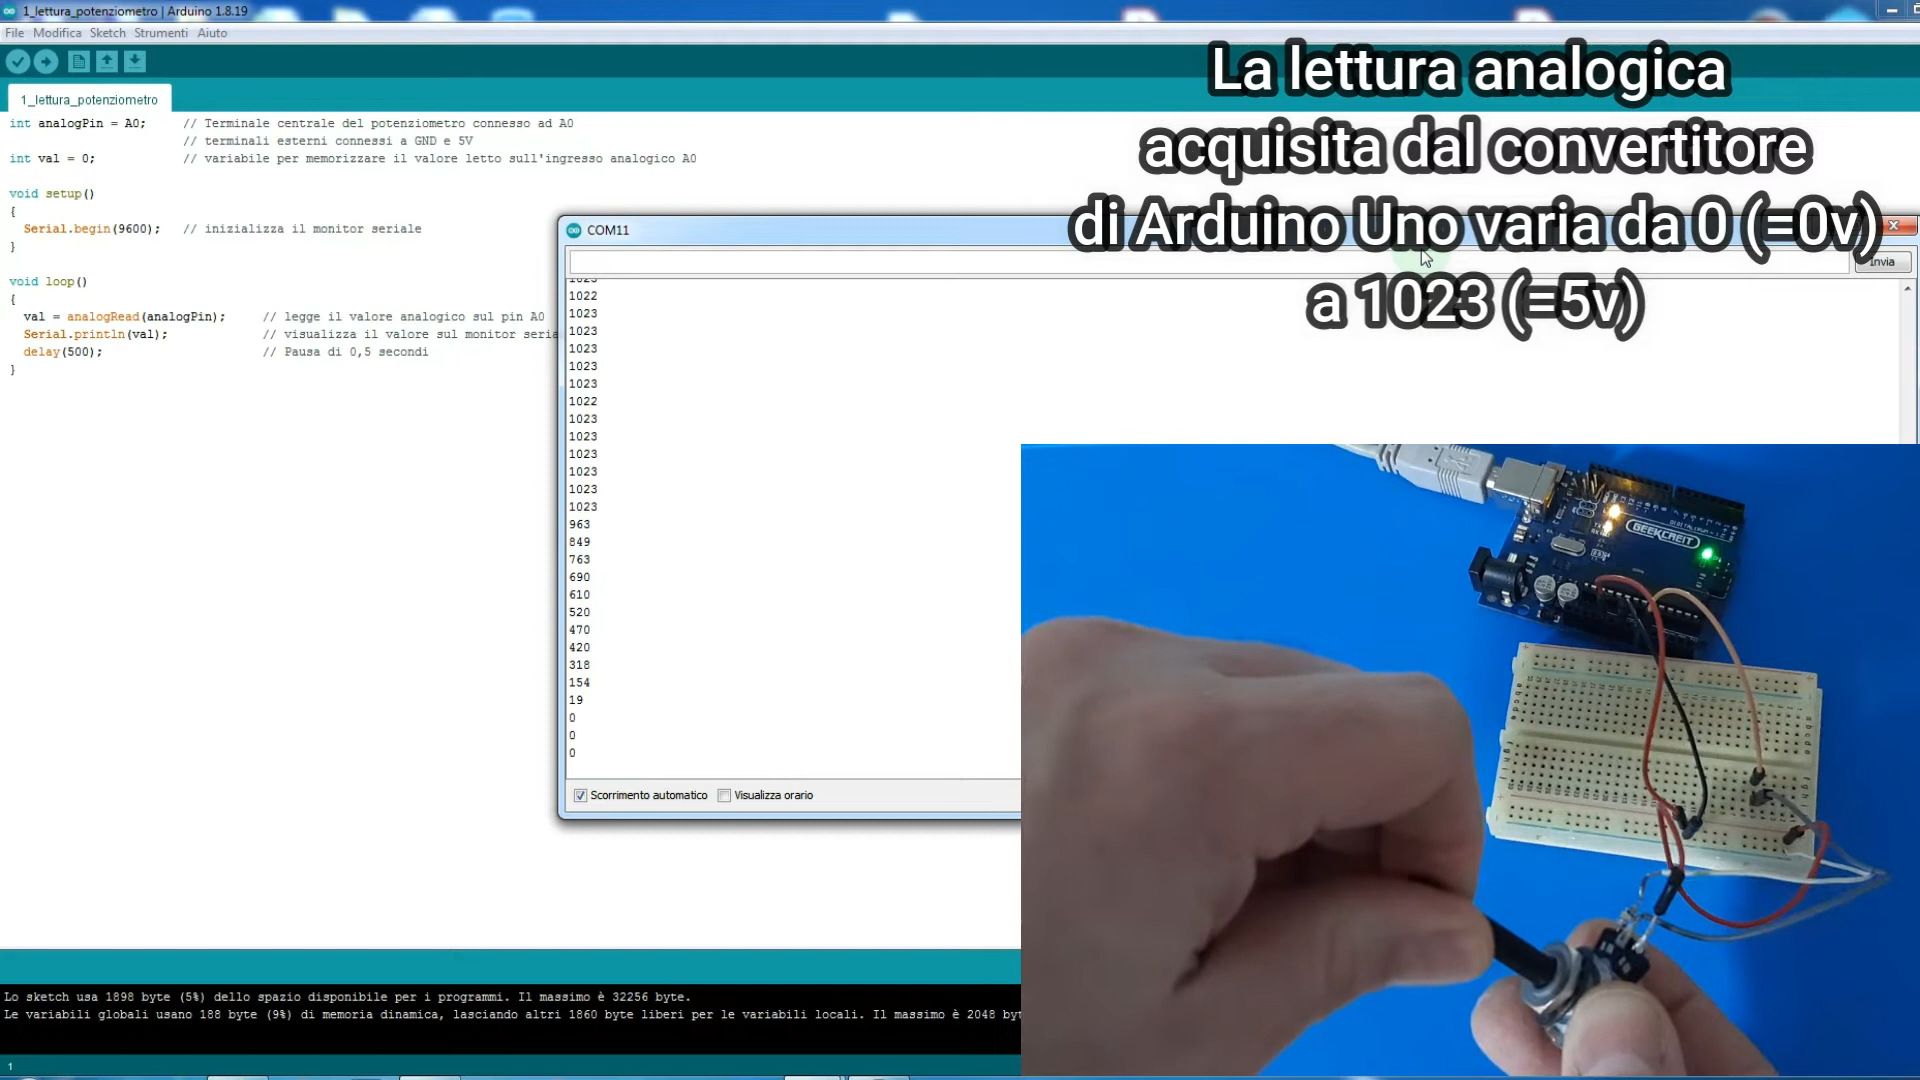 1_lettura_potenziometro | Arduino 1.8.19
File Modifica Sketch Strumenti Aiuto
1_lettura_potenziometro
int analogPin = A0; // Terminale centrale del potenziometro connesso ad A0
// terminali esterni connessi a GND e 5V
int val = 0; // variabile per memorizzare il valore letto sull'ingresso analogico A0
void setup()
{
Serial.begin(9600); // inizializza il monitor seriale
}
void loop()
{
val = analogRead(analogPin); // legge il valore analogico sul pin A0
Serial.println(val); // visualizza il valore sul monitor seria
delay(500); // Pausa di 0,5 secondi
}
La lettura analogica
acquisita dal convertitore
di Arduino Uno varia da 0 (=0v)
a 1023 (=5v)
COM11
Invia
1023
1022
1023
1023
1023
1023
1023
1022
1023
1023
1023
1023
1023
1023
963
849
763
690
610
520
470
420
318
154
19
0
0
0
Scorrimento automatico Visualizza orario
GEEKCREIT
Lo sketch usa 1898 byte (5%) dello spazio disponibile per i programmi. Il massimo è 32256 byte.
Le variabili globali usano 188 byte (9%) di memoria dinamica, lasciando altri 1860 byte liberi per le variabili locali. Il massimo è 2048 byt
1